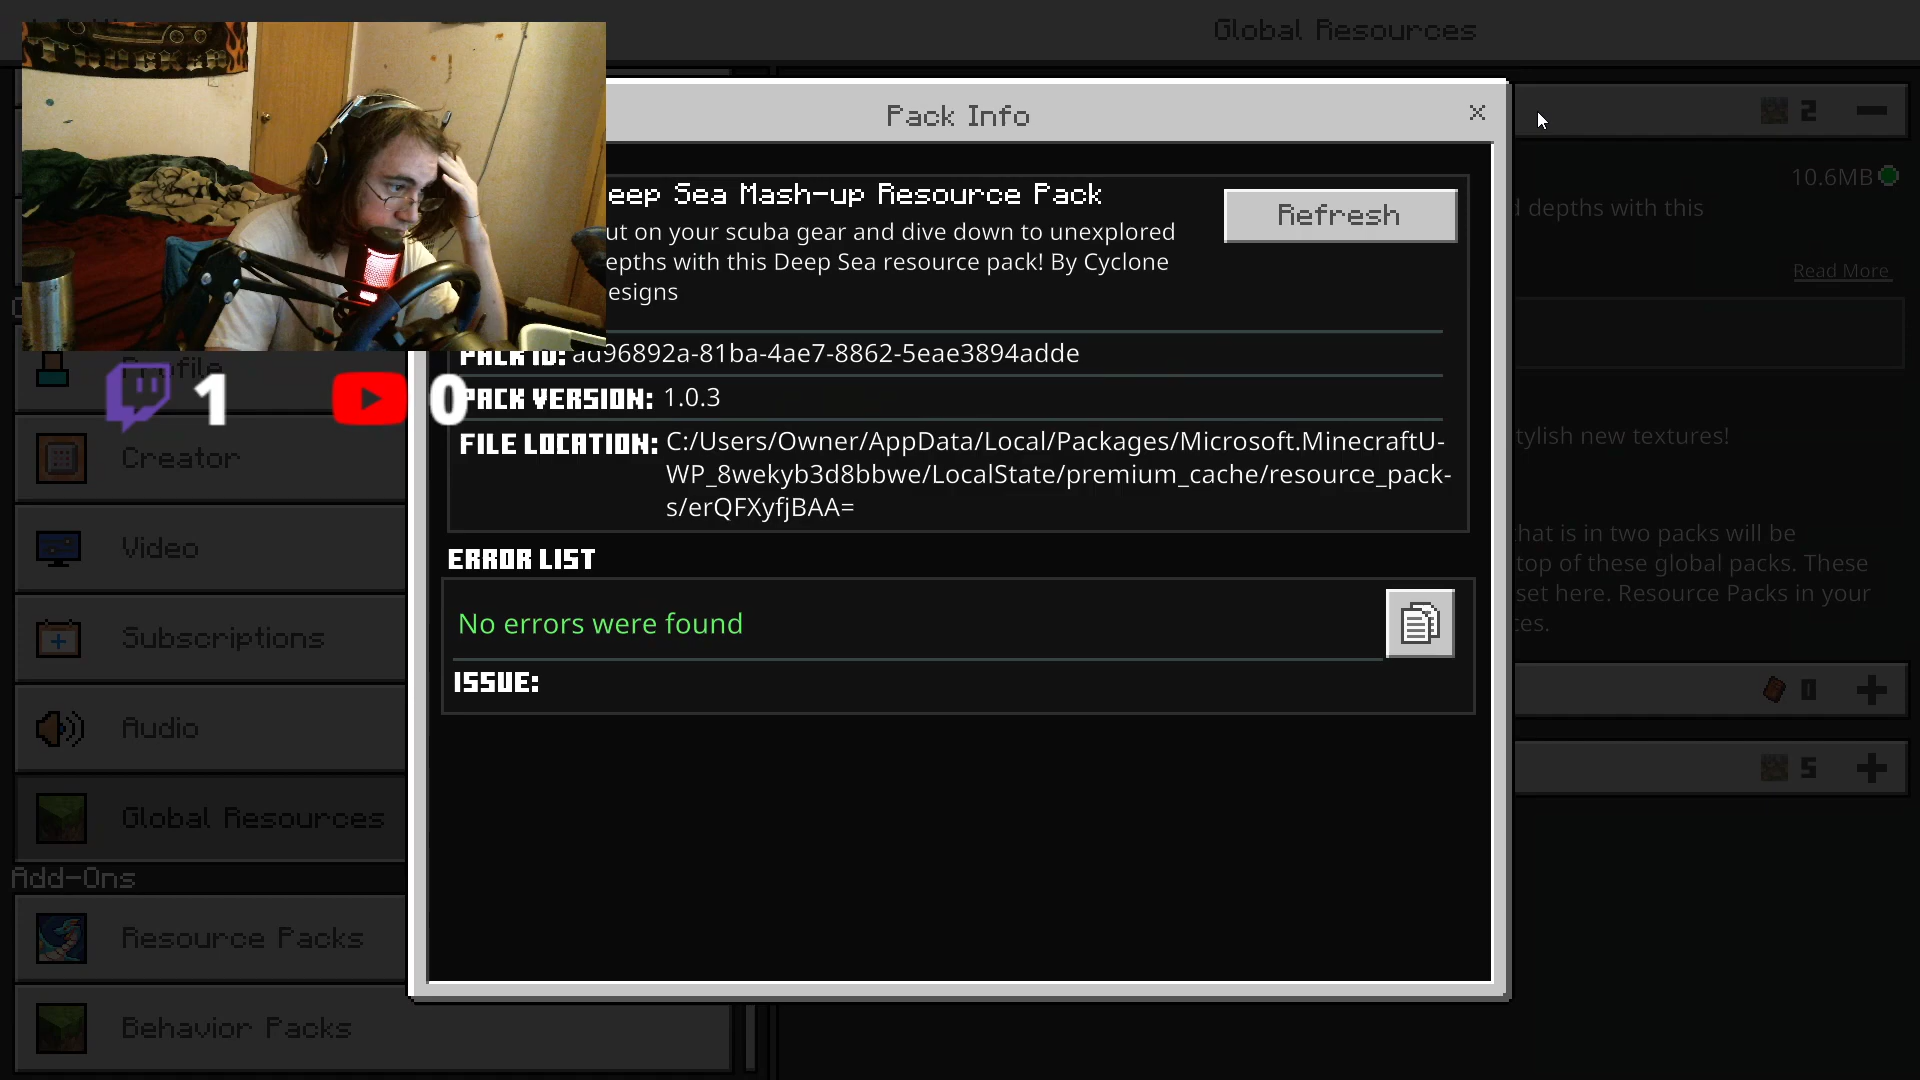 Global Resources
Pack Info
2
eep Sea Mash-up Resource Pack
Refresh
10.6MB
ut on your scuba gear and dive down to unexplored
epths with this Deep Sea resource pack! By Cyclone
esigns
d depths with this
Read More
PACK ID: ad96892a-81ba-4ae7-8862-5eae3894adde
Profile
1
0
PACK VERSION: 1.0.3
FILE LOCATION: C:/Users/Owner/AppData/Local/Packages/Microsoft.MinecraftU-
WP_8wekyb3d8bbwe/LocalState/premium_cache/resource_pack-
s/erQFXyfjBAA=
tylish new textures!
Creator
Video
Subscriptions
Audio
Global Resources
Add-Ons
Resource Packs
Behavior Packs
ERROR LIST
No errors were found
ISSUE:
hat is in two packs will be
top of these global packs. These
set here. Resource Packs in your
ces.
0
5